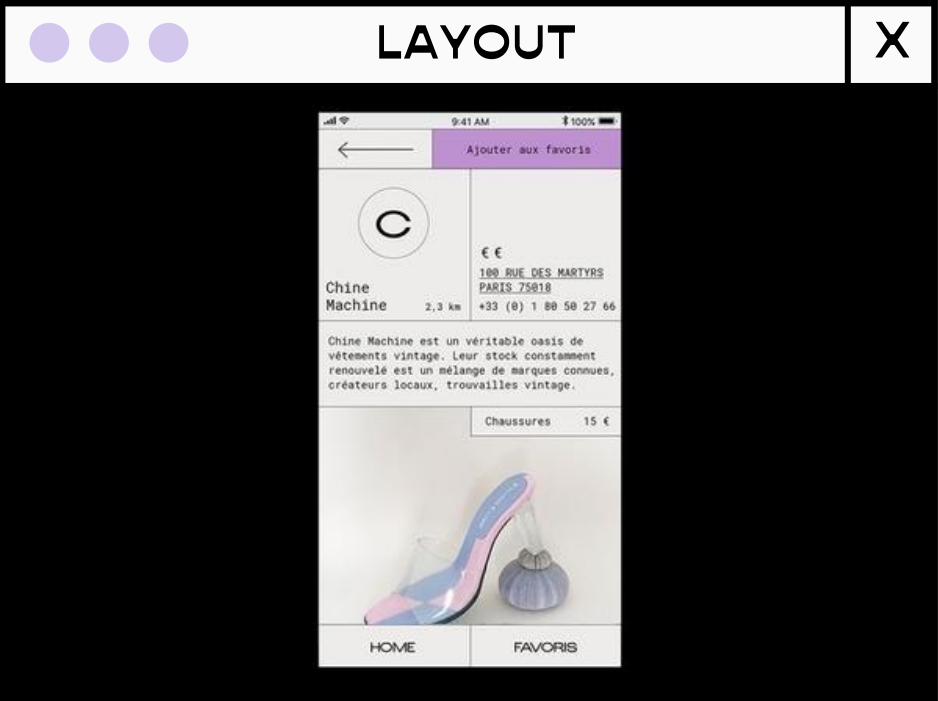 LAYOUT
X
9:41 AM
100%
Ajouter aux favoris
C
€ €
100 RUE DES MARTYRS
PARIS 75018
Chine
Machine
2,3 km
+33 (0) 1 80 50 27 66
Chine Machine est un véritable oasis de
vêtements vintage. Leur stock constamment
renouvelé est un mélange de marques connues,
créateurs locaux, trouvailles vintage.
Chaussures 15 €
HOME
FAVORIS